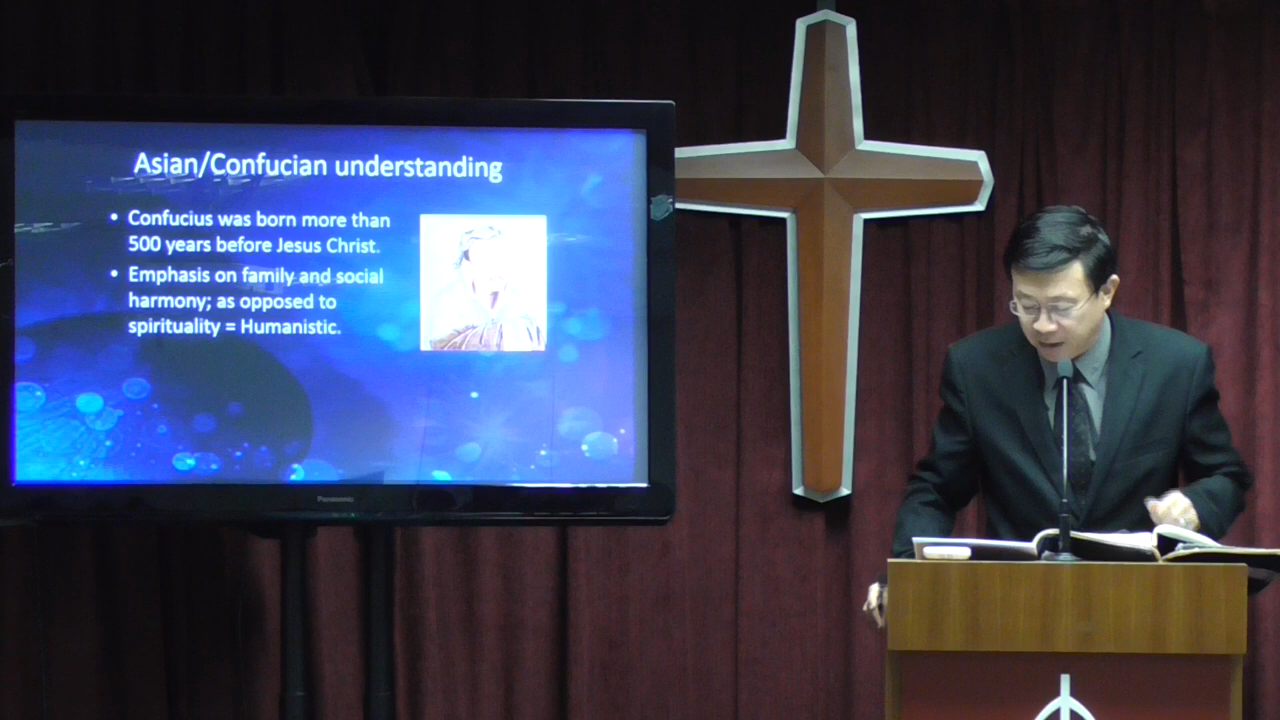 Asian/Confucian understanding
• Confucius was born more than
500 years before Jesus Christ.
• Emphasis on family and social
harmony; as opposed to
spirituality = Humanistic.
Panasonic